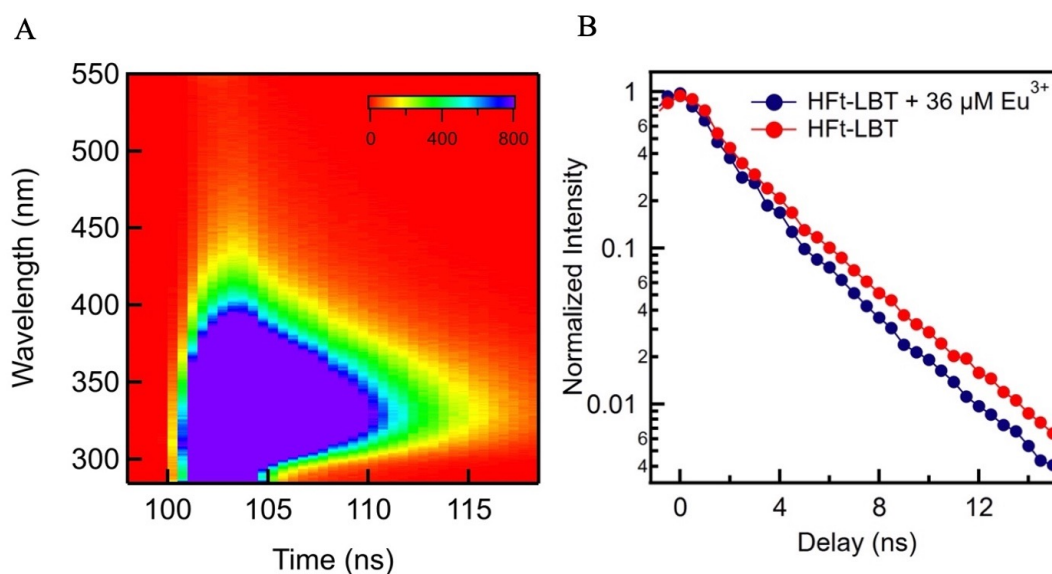 A
550
500
450
400
350
300
Wavelength (nm)
0 400 800
100 105 110 115
Time (ns)
B
1
6
4
2
0.1
6
4
2
0.01
6
4
Normalized Intensity
HFt-LBT + 36 µM Eu³⁺
HFt-LBT
0 4 8 12
Delay (ns)